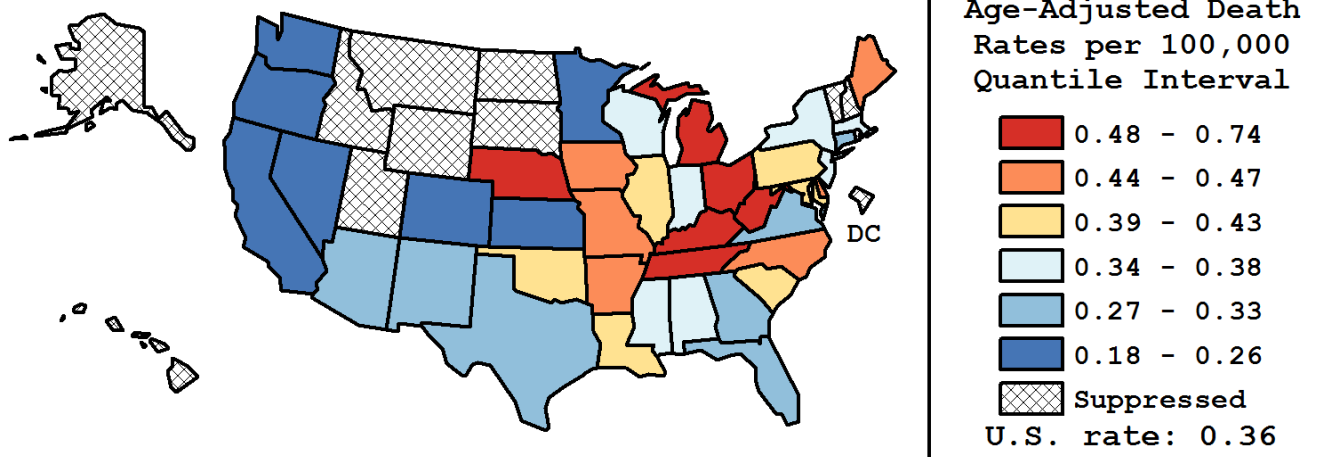 Age-Adjusted Death
Rates per 100,000
Quantile Interval
0.48 - 0.74
0.44 - 0.47
0.39 - 0.43
0.34 - 0.38
0.27 - 0.33
0.18 - 0.26
Suppressed
U.S. rate: 0.36
DC